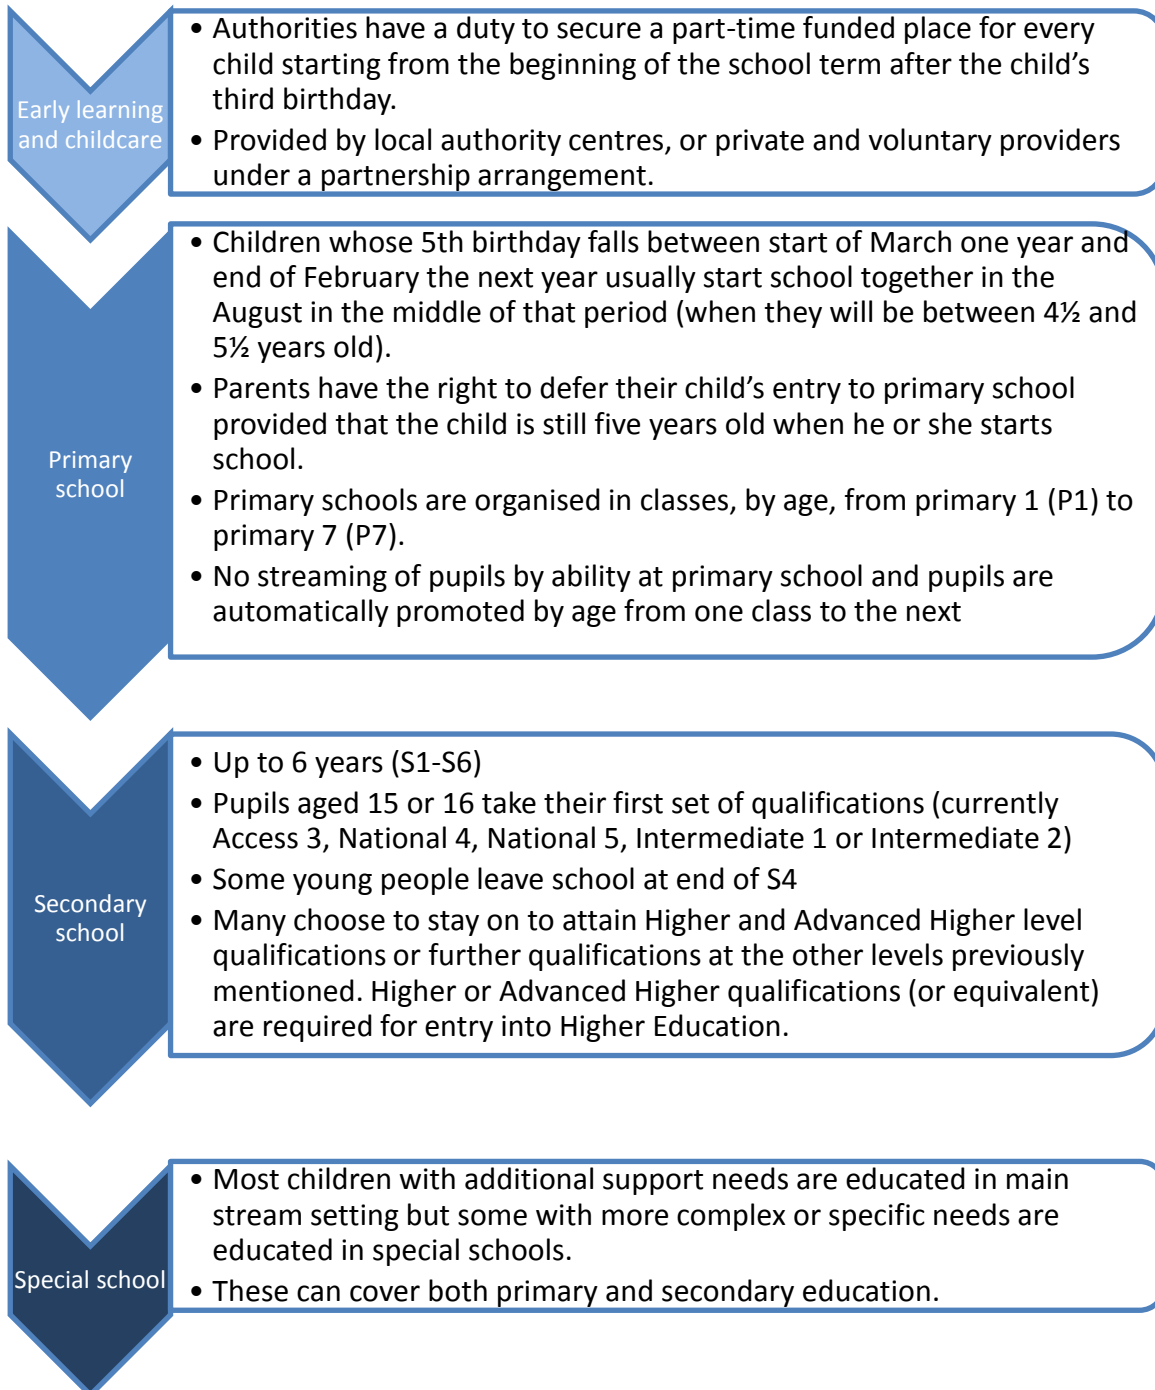 Early learning
and childcare
• Authorities have a duty to secure a part-time funded place for every
child starting from the beginning of the school term after the child’s
third birthday.
• Provided by local authority centres, or private and voluntary providers
under a partnership arrangement.
Primary
school
• Children whose 5th birthday falls between start of March one year and
end of February the next year usually start school together in the
August in the middle of that period (when they will be between 4½ and
5½ years old).
• Parents have the right to defer their child’s entry to primary school
provided that the child is still five years old when he or she starts
school.
• Primary schools are organised in classes, by age, from primary 1 (P1) to
primary 7 (P7).
• No streaming of pupils by ability at primary school and pupils are
automatically promoted by age from one class to the next
Secondary
school
• Up to 6 years (S1-S6)
• Pupils aged 15 or 16 take their first set of qualifications (currently
Access 3, National 4, National 5, Intermediate 1 or Intermediate 2)
• Some young people leave school at end of S4
• Many choose to stay on to attain Higher and Advanced Higher level
qualifications or further qualifications at the other levels previously
mentioned. Higher or Advanced Higher qualifications (or equivalent)
are required for entry into Higher Education.
Special school
• Most children with additional support needs are educated in main
stream setting but some with more complex or specific needs are
educated in special schools.
• These can cover both primary and secondary education.